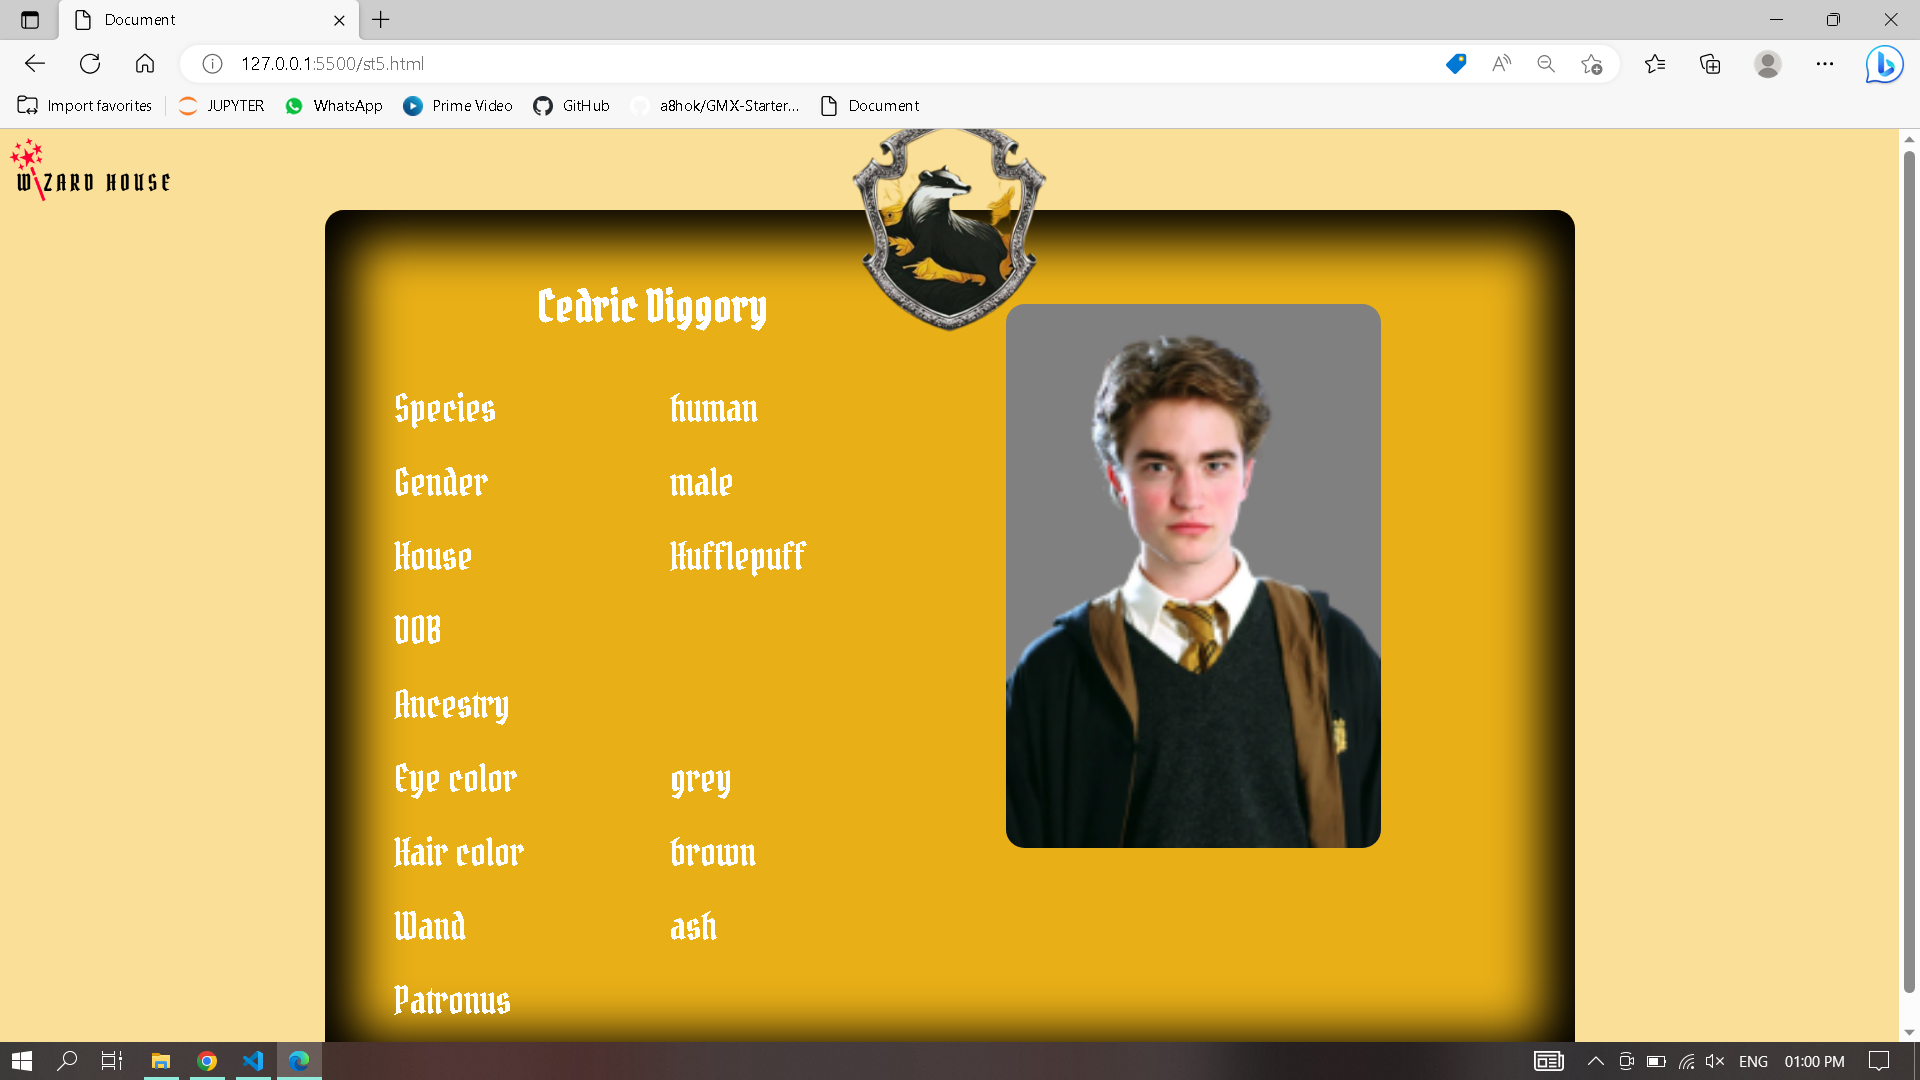 Document
127.0.0.1:5500/st5.html
Import favorites JUPYTER WhatsApp Prime Video GitHub a8hok/GMX-Starter... Document
WIZARD HOUSE
Cedric Diggory
Species human
Gender male
House Hufflepuff
DOB
Ancestry
Eye color grey
Hair color brown
Wand ash
Patronus
ENG 01:00 PM